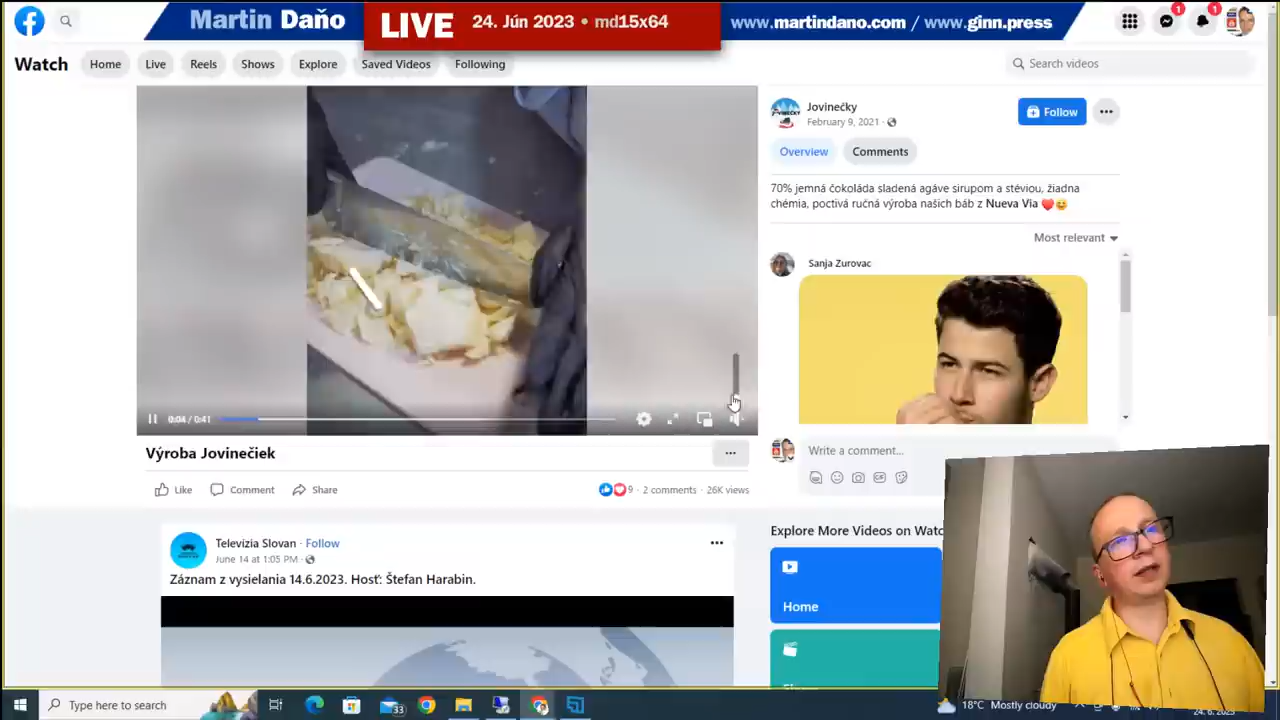 Martin Daňo
LIVE 24. Jún 2023 • md15x64
www.martindano.com / www.ginn.press
1
1
Watch
Home
Live
Reels
Shows
Explore
Saved Videos
Following
Search videos
Jovinečky
February 9, 2021 ·
Follow
Overview
Comments
70% jemná čokoláda sladená agáve sirupom a stéviou, žiadna
chémia, poctivá ručná výroba našich báb z Nueva Via ❤️😄
Most relevant
Sanja Zurovac
0:04 / 0:41
Výroba Jovinečiek
Like
Comment
Share
9 · 2 comments · 26K views
Write a comment...
GIF
Televízia Slovan · Follow
June 14 at 1:05 PM ·
Záznam z vysielania 14.6.2023. Hosť: Štefan Harabin.
Explore More Videos on Watc
Home
Type here to search
33
18°C Mostly cloudy